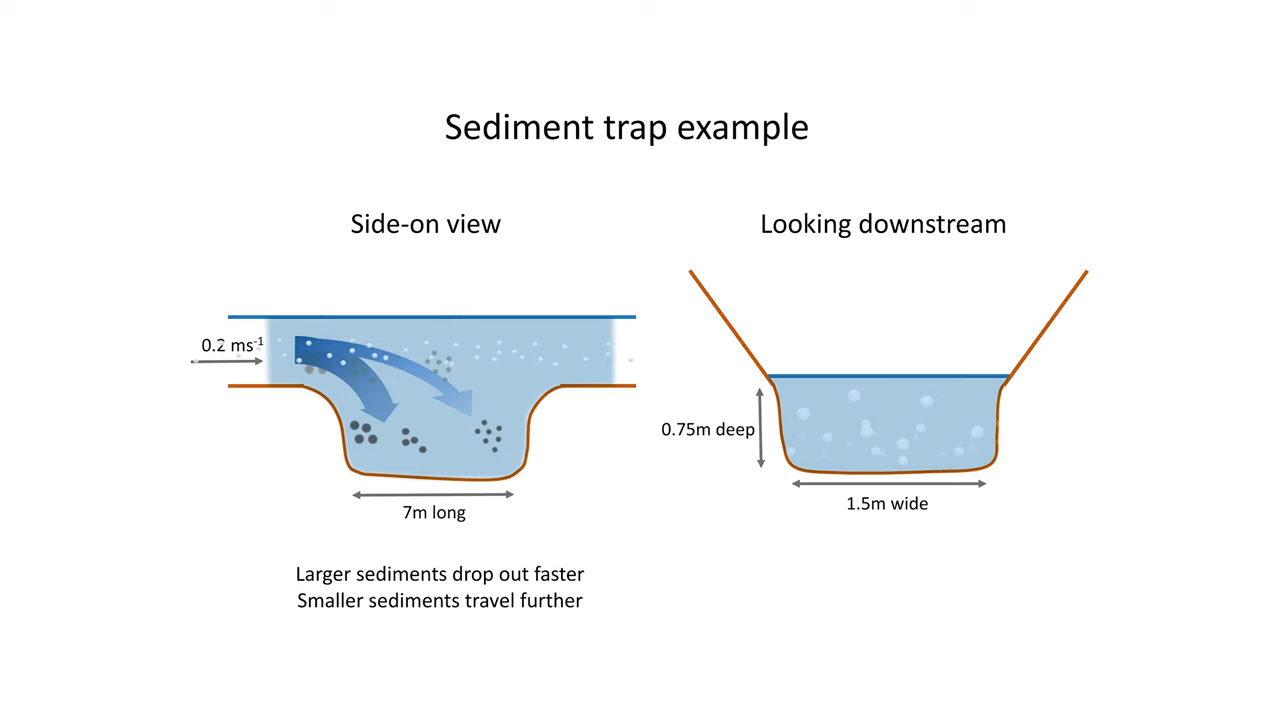 Sediment trap example
Side-on view
Looking downstream
0.2 ms⁻¹
0.75m deep
7m long
1.5m wide
Larger sediments drop out faster
Smaller sediments travel further